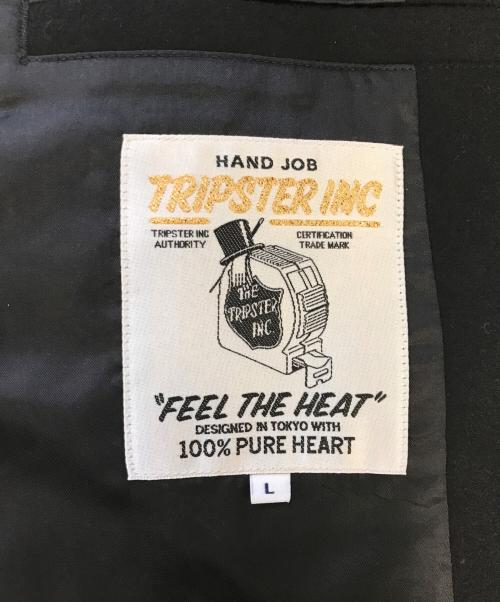 HAND JOB
TRIPSTER INC
TRIPSTER INC AUTHORITY
CERTIFICATION TRADE MARK
THE
TRIPSTER
INC.
"FEEL THE HEAT"
DESIGNED IN TOKYO WITH
100% PURE HEART
L